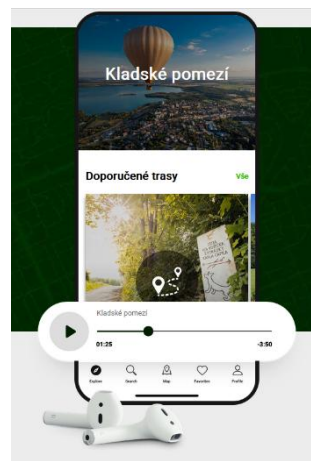 Kladské pomezí
Doporučené trasy
Vše
Kladské pomezí
01:25
-3:50
Explore
Search
Map
Favorites
Profile